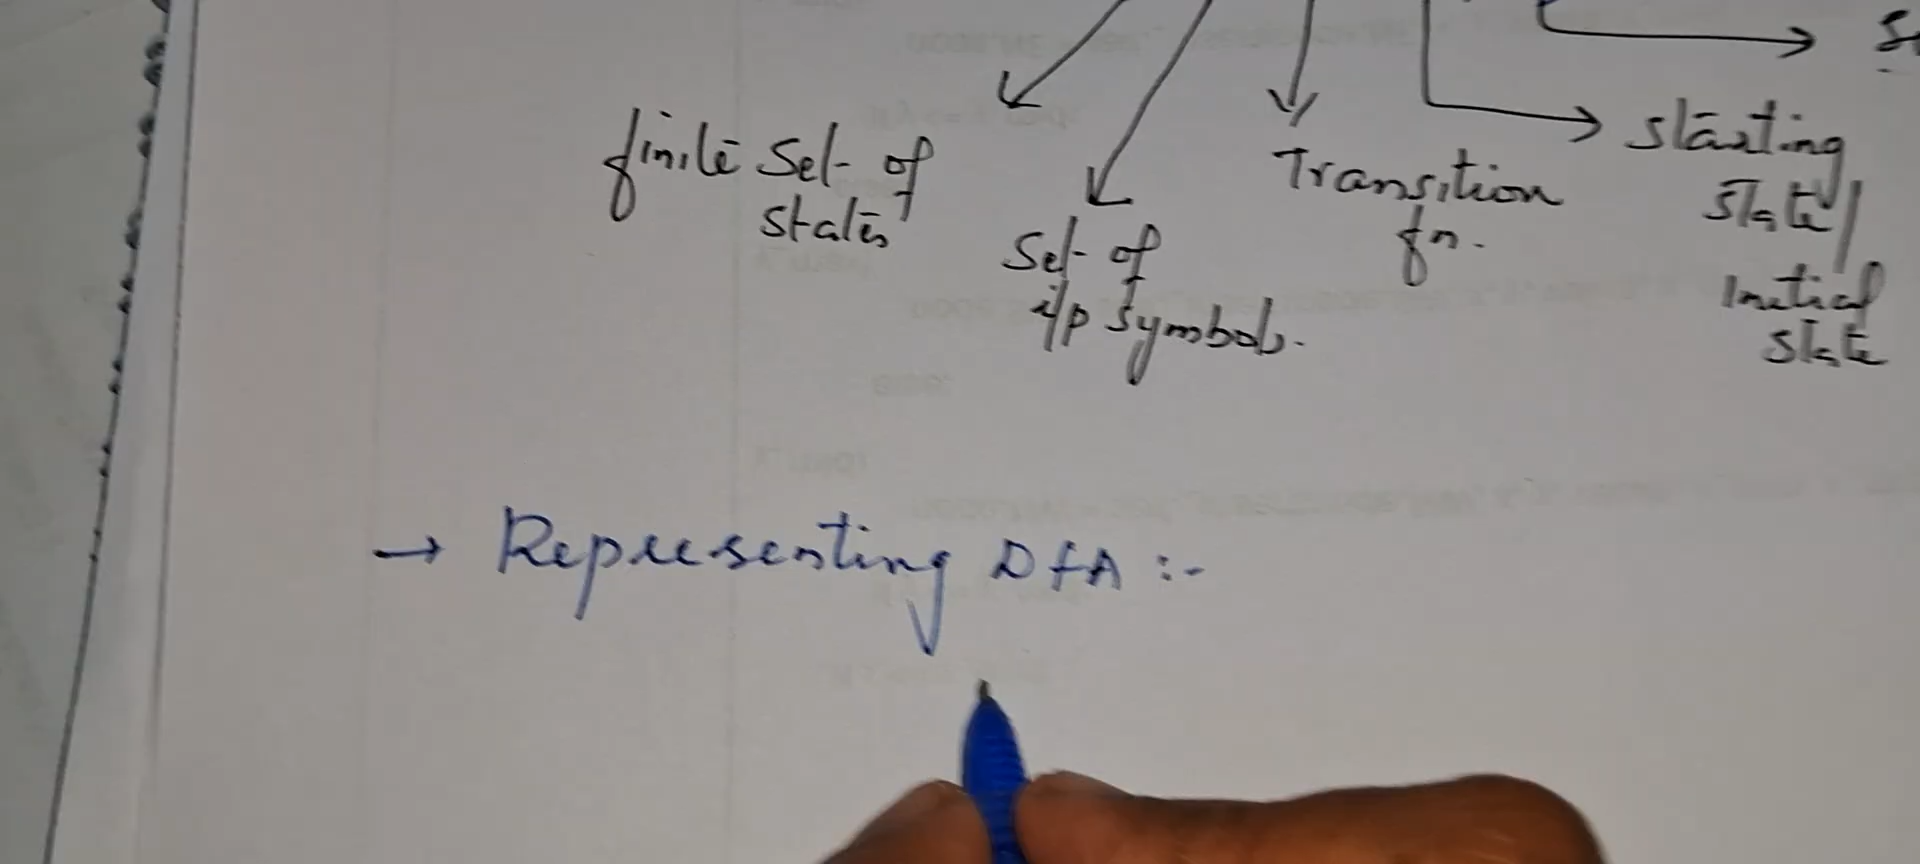 finite set of
states
set of
i/p symbols.
Transition
fn.
starting
state/
Initial
state
→ Representing DFA :-